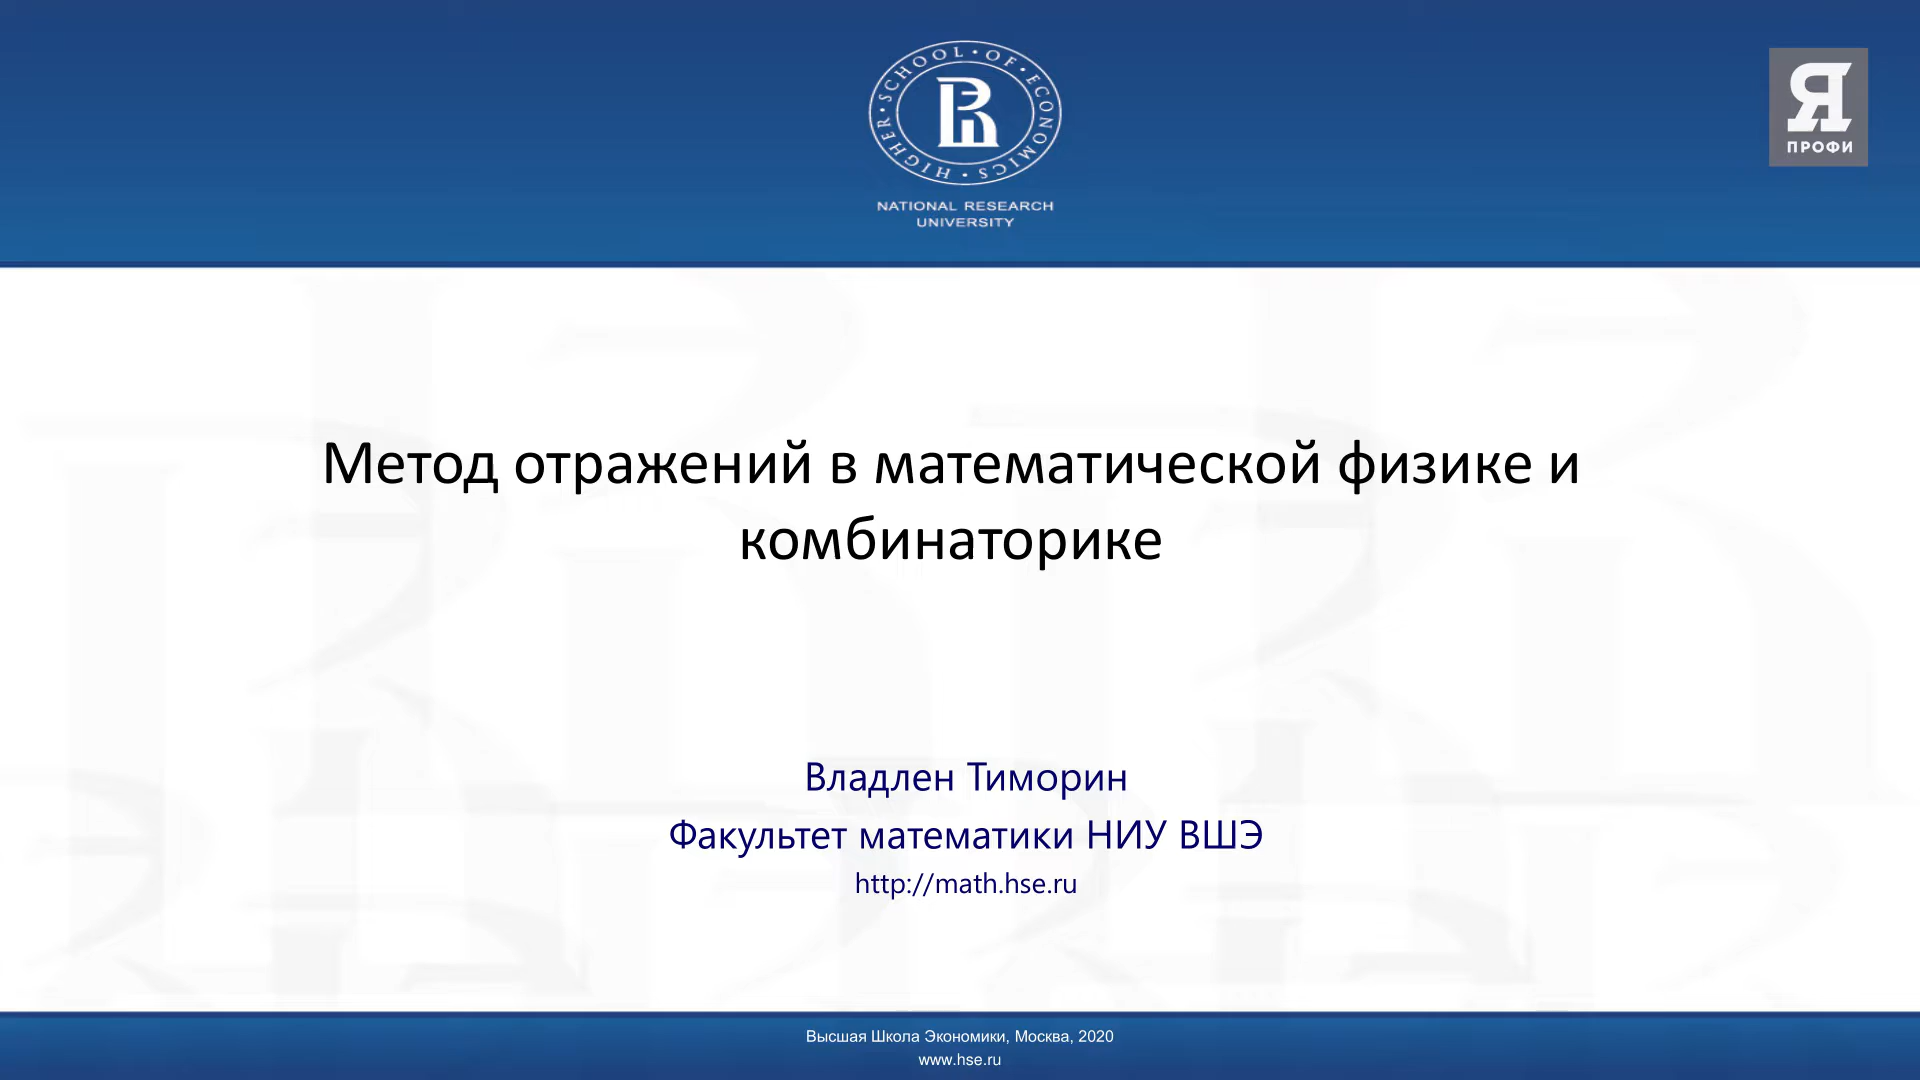 HIGHER · SCHOOL · OF · ECONOMICS ·
NATIONAL RESEARCH
UNIVERSITY
Я
ПРОФИ
Метод отражений в математической физике и
комбинаторике
Владлен Тиморин
Факультет математики НИУ ВШЭ
http://math.hse.ru
Высшая Школа Экономики, Москва, 2020
www.hse.ru